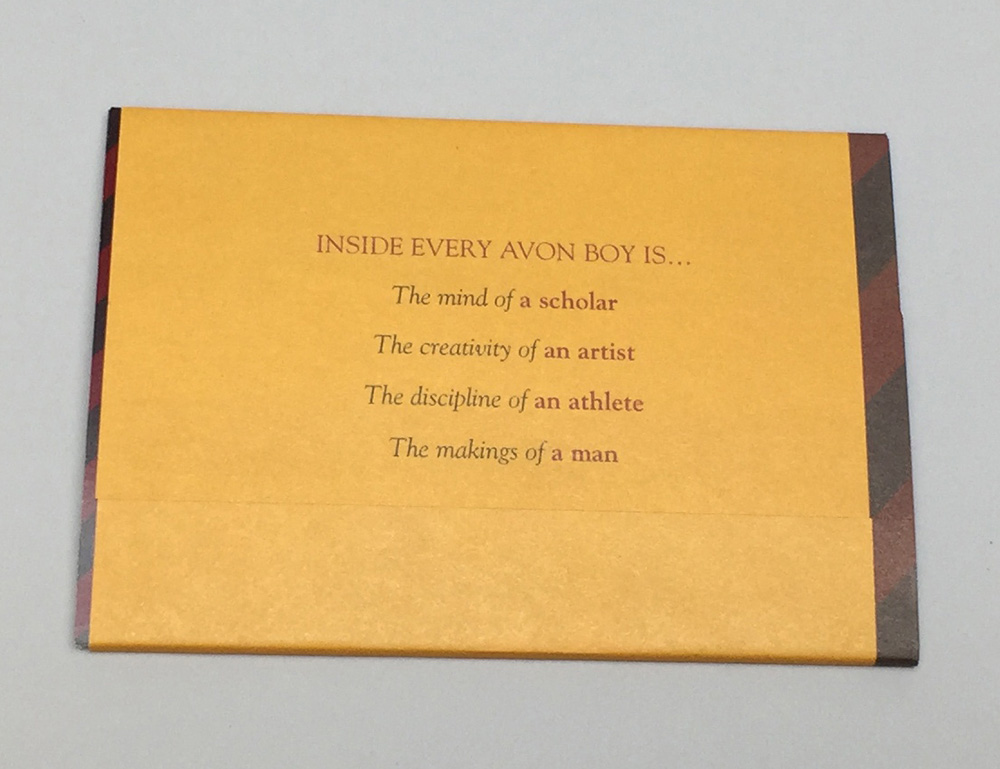 INSIDE EVERY AVON BOY IS...
The mind of a scholar
The creativity of an artist
The discipline of an athlete
The makings of a man